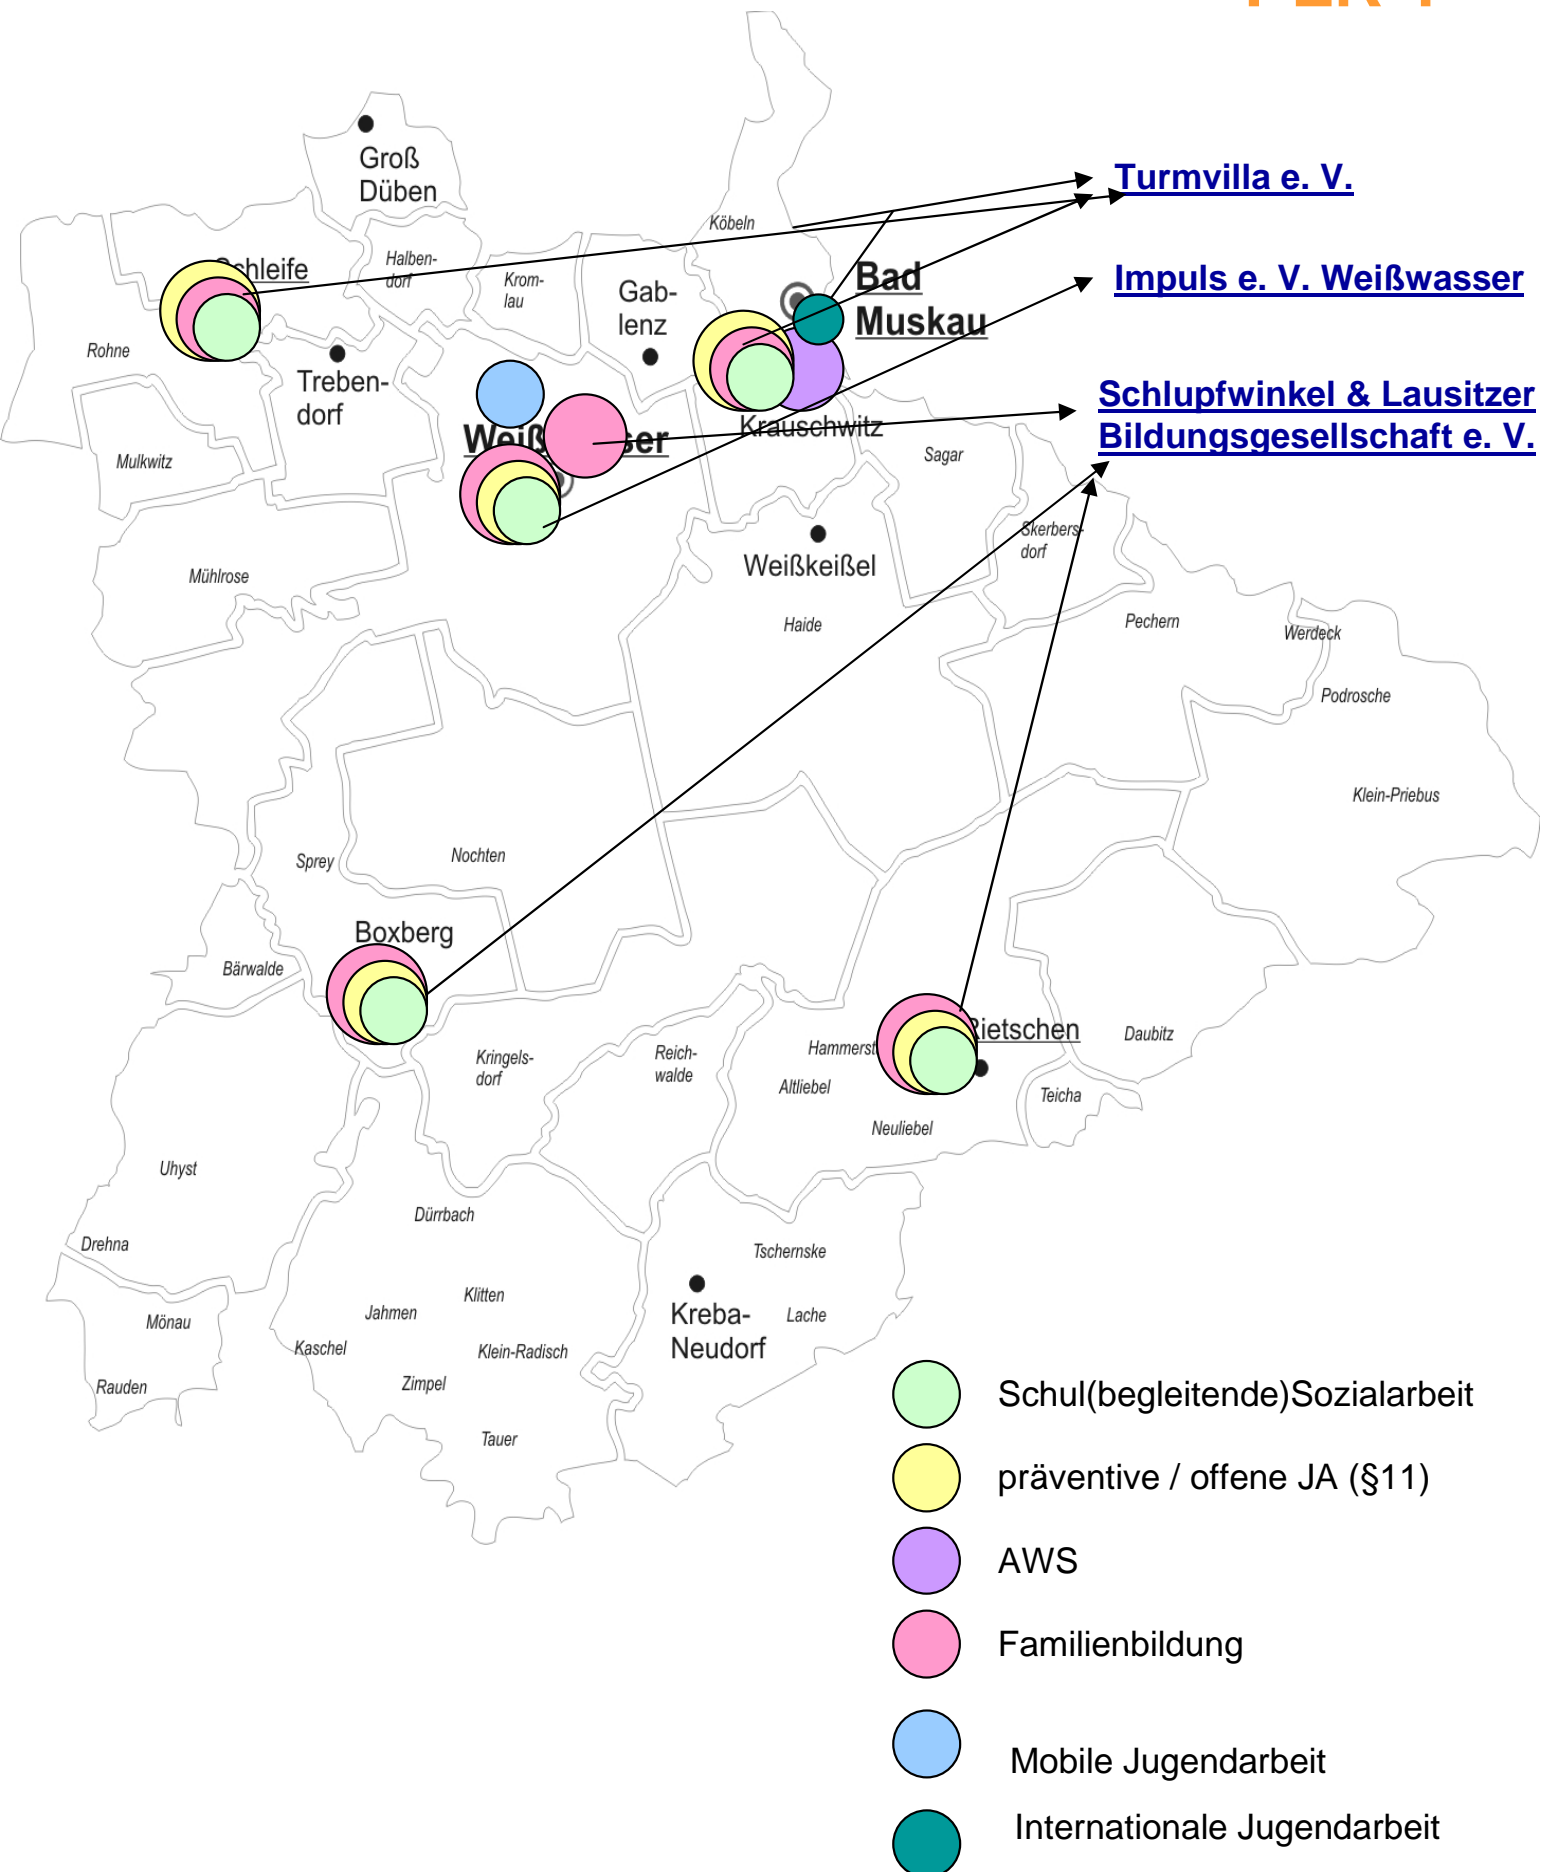 Groß
Düben
Turmvilla e. V.
Köbeln
Halben-
dorf
Krom-
lau
Gab-
lenz
Bad
Muskau
Impuls e. V. Weißwasser
Rohne
Treben-
dorf
Schlupfwinkel & Lausitzer
Bildungsgesellschaft e. V.
Krauschwitz
Mulkwitz
Sagar
Skerbers-
dorf
Weißkeißel
Mühlrose
Haide
Pechern
Werdeck
Podrosche
Klein-Priebus
Sprey
Nochten
Boxberg
Bärwalde
Kringels-
dorf
Reich-
walde
Hammerst
Rietschen
Daubitz
Altliebel
Teicha
Neuliebel
Uhyst
Dürrbach
Drehna
Tschernske
Klitten
Jahmen
Mönau
Kreba-
Neudorf
Lache
Kaschel
Klein-Radisch
Zimpel
Rauden
Tauer
Schul(begleitende)Sozialarbeit
präventive / offene JA (§11)
AWS
Familienbildung
Mobile Jugendarbeit
Internationale Jugendarbeit